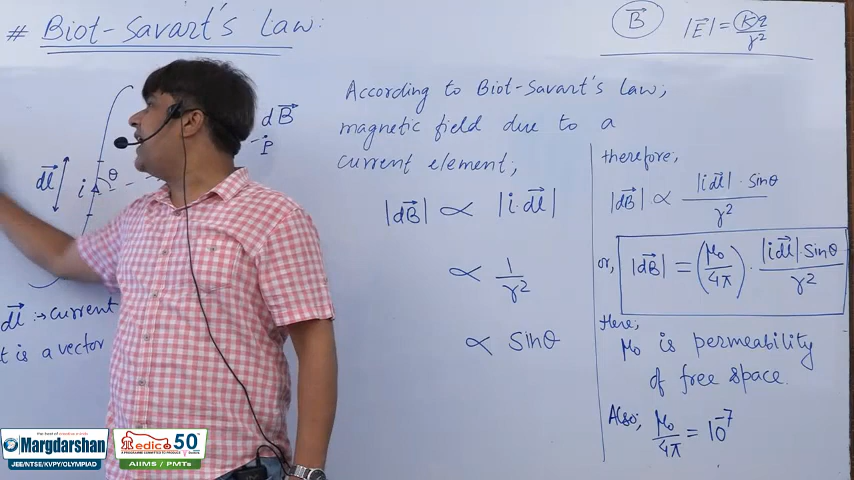 # Biot-Savart's Law:
B⃗ |E⃗| = Kq/r²
dB⃗
P
dl⃗ i θ
dl⃗ :→ current
t is a vector
According to Biot-Savart's Law,
magnetic field due to a
current element,
|dB⃗| ∝ |i·dl⃗|
∝ 1/r²
∝ Sinθ
therefore,
|dB⃗| ∝ |idl⃗|·Sinθ/r²
or, |dB⃗| = (μ₀/4π)·|idl⃗|·Sinθ/r²
Here,
μ₀ is permeability
of free space.
Also, μ₀/4π = 10⁻⁷
Margdarshan
JEE/NTSE/KVPY/OLYMPIAD
Medico 50
AIIMS / PMTs